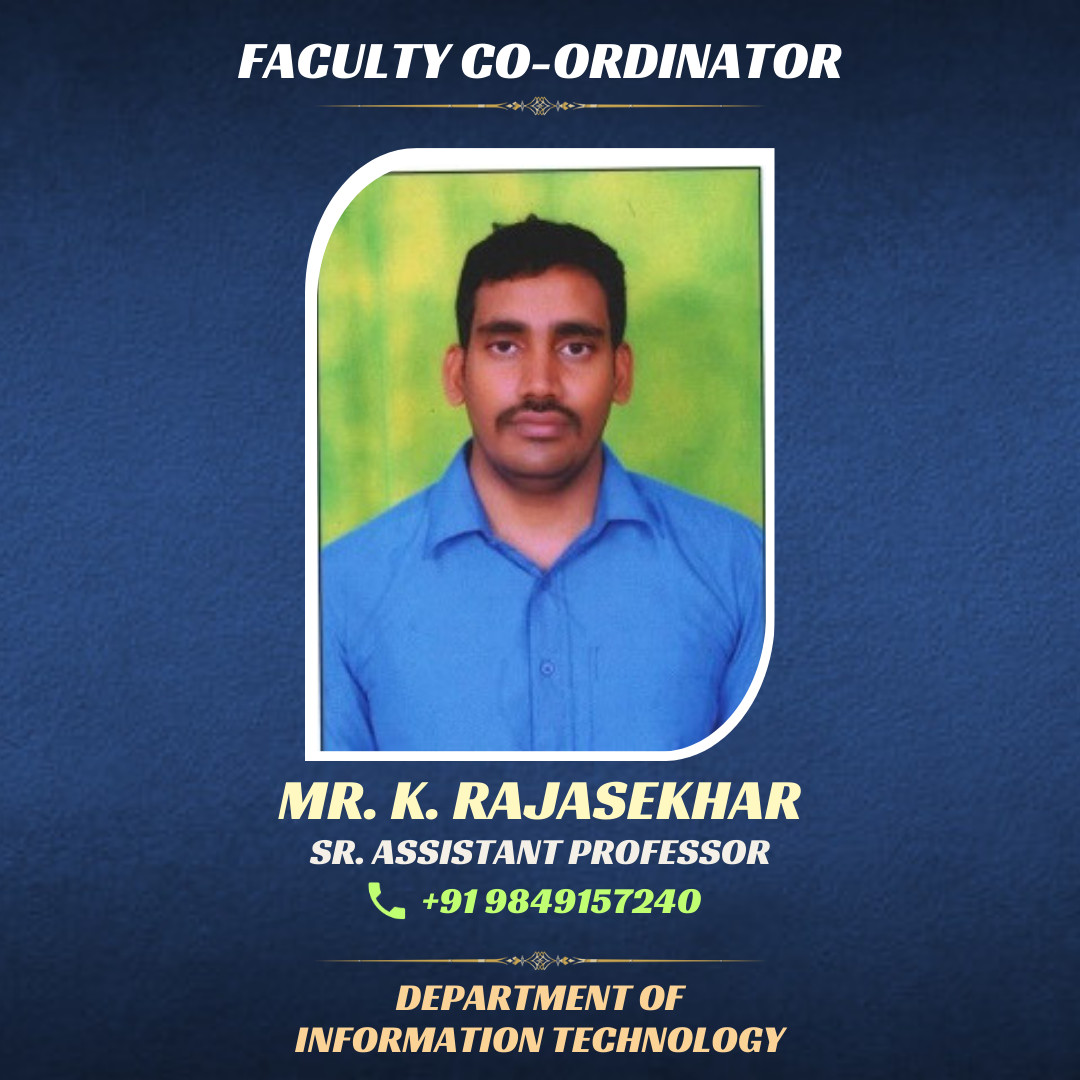 FACULTY CO-ORDINATOR
MR. K. RAJASEKHAR
SR. ASSISTANT PROFESSOR
+91 9849157240
DEPARTMENT OF
INFORMATION TECHNOLOGY